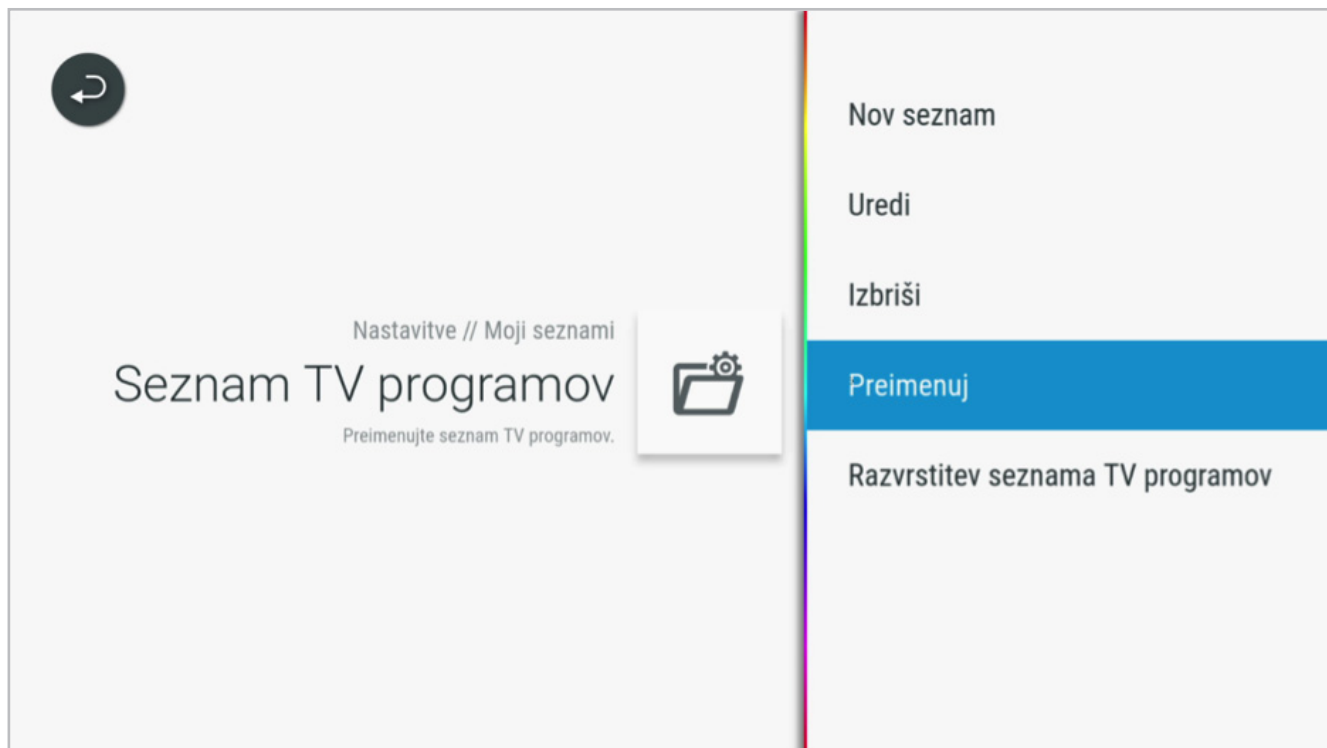 Nastavitve // Moji seznami
Seznam TV programov
Preimenujte seznam TV programov.
Nov seznam
Uredi
Izbriši
Preimenuj
Razvrstitev seznama TV programov